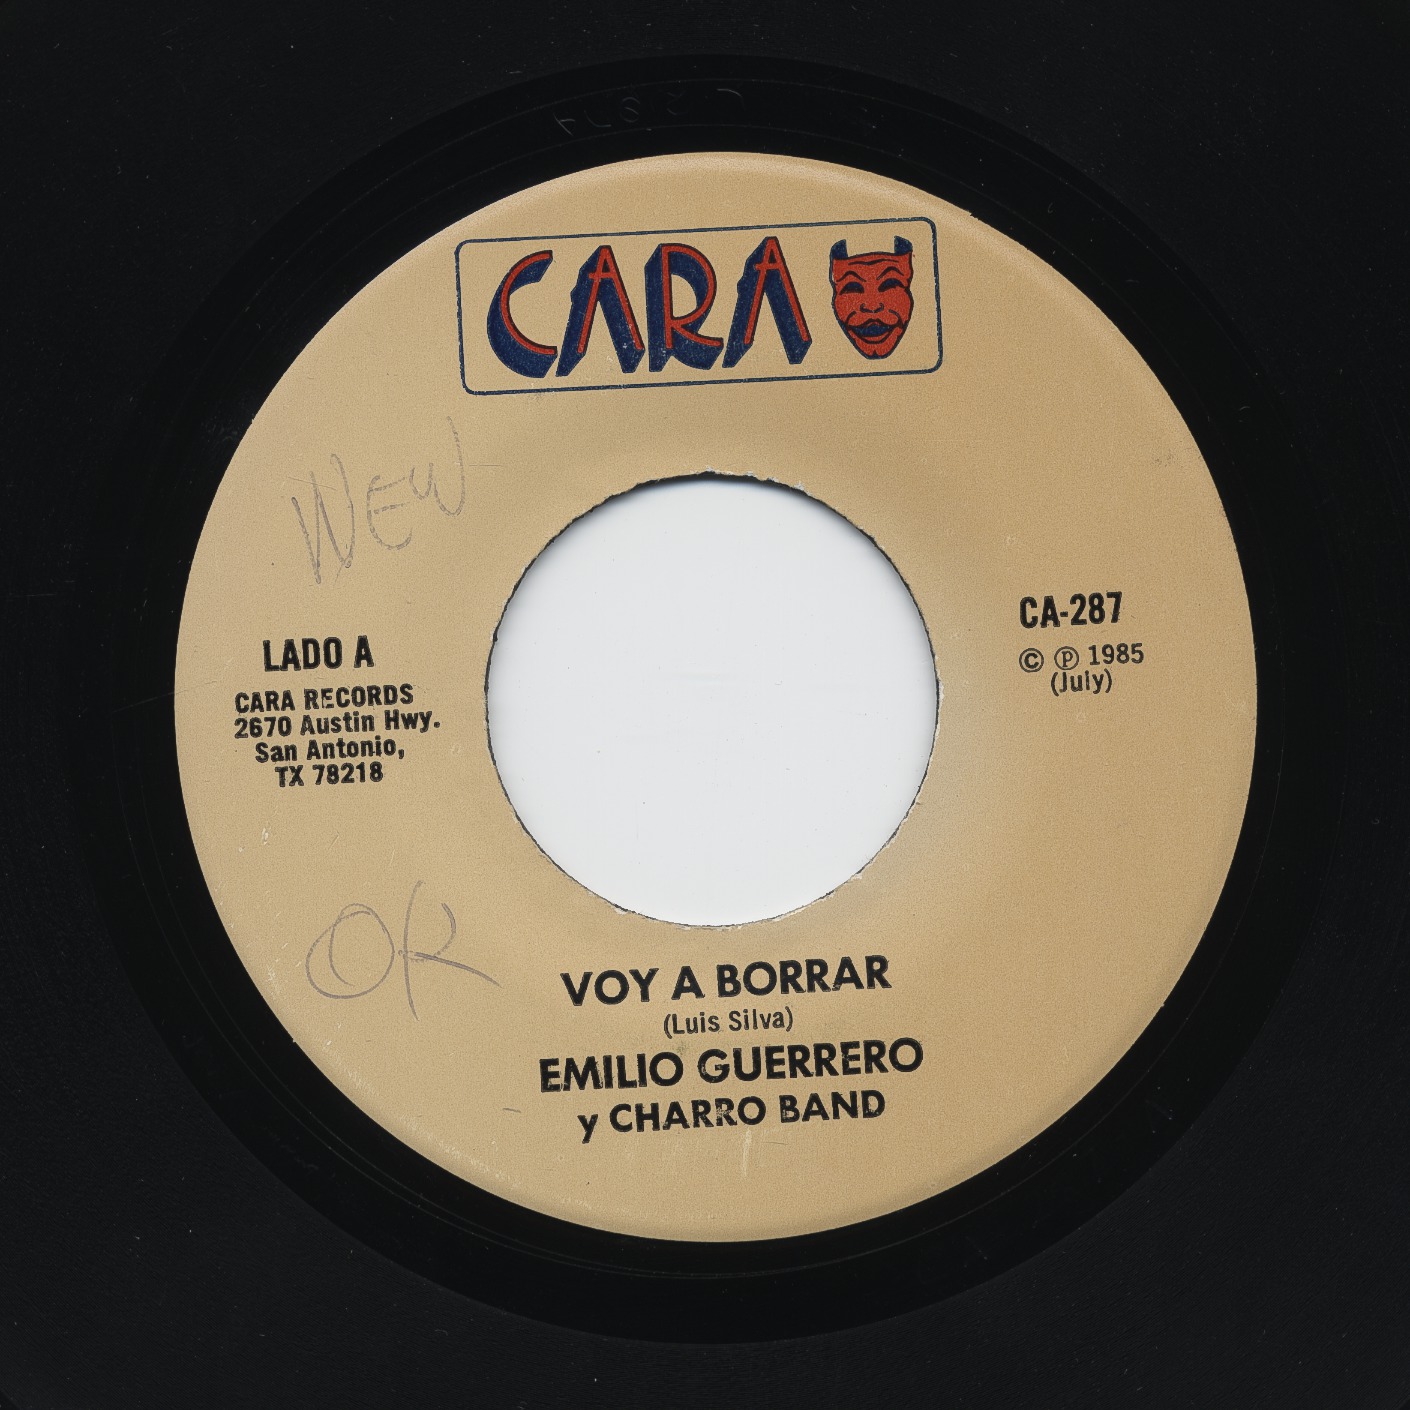 CARA
NEW
LADO A
CARA RECORDS
2670 Austin Hwy.
San Antonio,
TX 78218
CA-287
© ℗ 1985
(July)
OR
VOY A BORRAR
(Luis Silva)
EMILIO GUERRERO
y CHARRO BAND